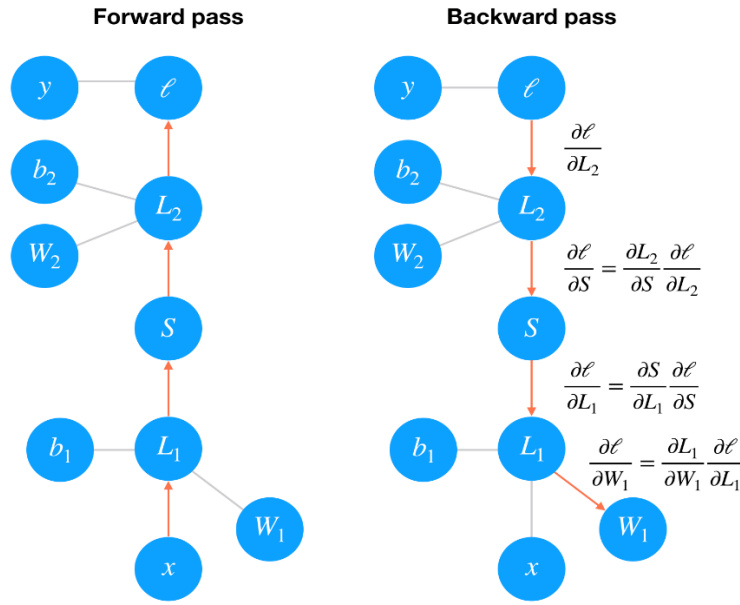 Forward pass
y
ℓ
b₂
L₂
W₂
S
b₁
L₁
W₁
x
Backward pass
y
ℓ
∂ℓ/∂L₂
b₂
L₂
W₂
∂ℓ/∂S = ∂L₂/∂S ∂ℓ/∂L₂
S
∂ℓ/∂L₁ = ∂S/∂L₁ ∂ℓ/∂S
b₁
L₁
∂ℓ/∂W₁ = ∂L₁/∂W₁ ∂ℓ/∂L₁
W₁
x